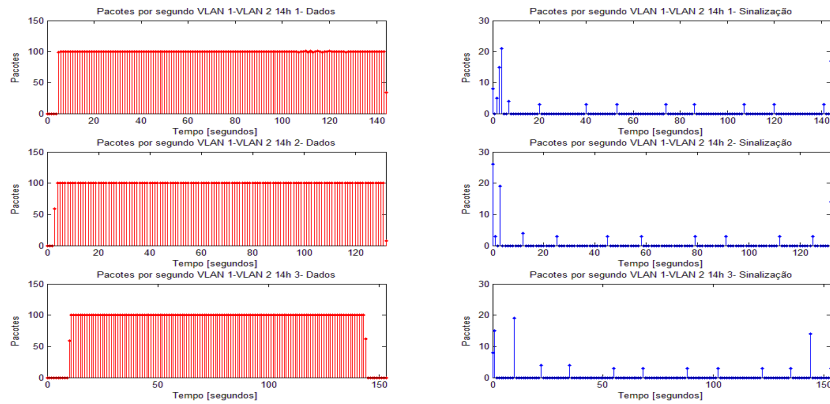 Pacotes por segundo VLAN 1-VLAN 2 14h 1- Dados
Pacotes
150
100
50
0
0 20 40 60 80 100 120 140
Tempo [segundos]
Pacotes por segundo VLAN 1-VLAN 2 14h 1- Sinalização
Pacotes
30
20
10
0
0 20 40 60 80 100 120 140
Tempo [segundos]
Pacotes por segundo VLAN 1-VLAN 2 14h 2- Dados
Pacotes
150
100
50
0
0 20 40 60 80 100 120
Tempo [segundos]
Pacotes por segundo VLAN 1-VLAN 2 14h 2- Sinalização
Pacotes
30
20
10
0
0 20 40 60 80 100 120
Tempo [segundos]
Pacotes por segundo VLAN 1-VLAN 2 14h 3- Dados
Pacotes
150
100
50
0
0 50 100 150
Tempo [segundos]
Pacotes por segundo VLAN 1-VLAN 2 14h 3- Sinalização
Pacotes
30
20
10
0
0 50 100 150
Tempo [segundos]